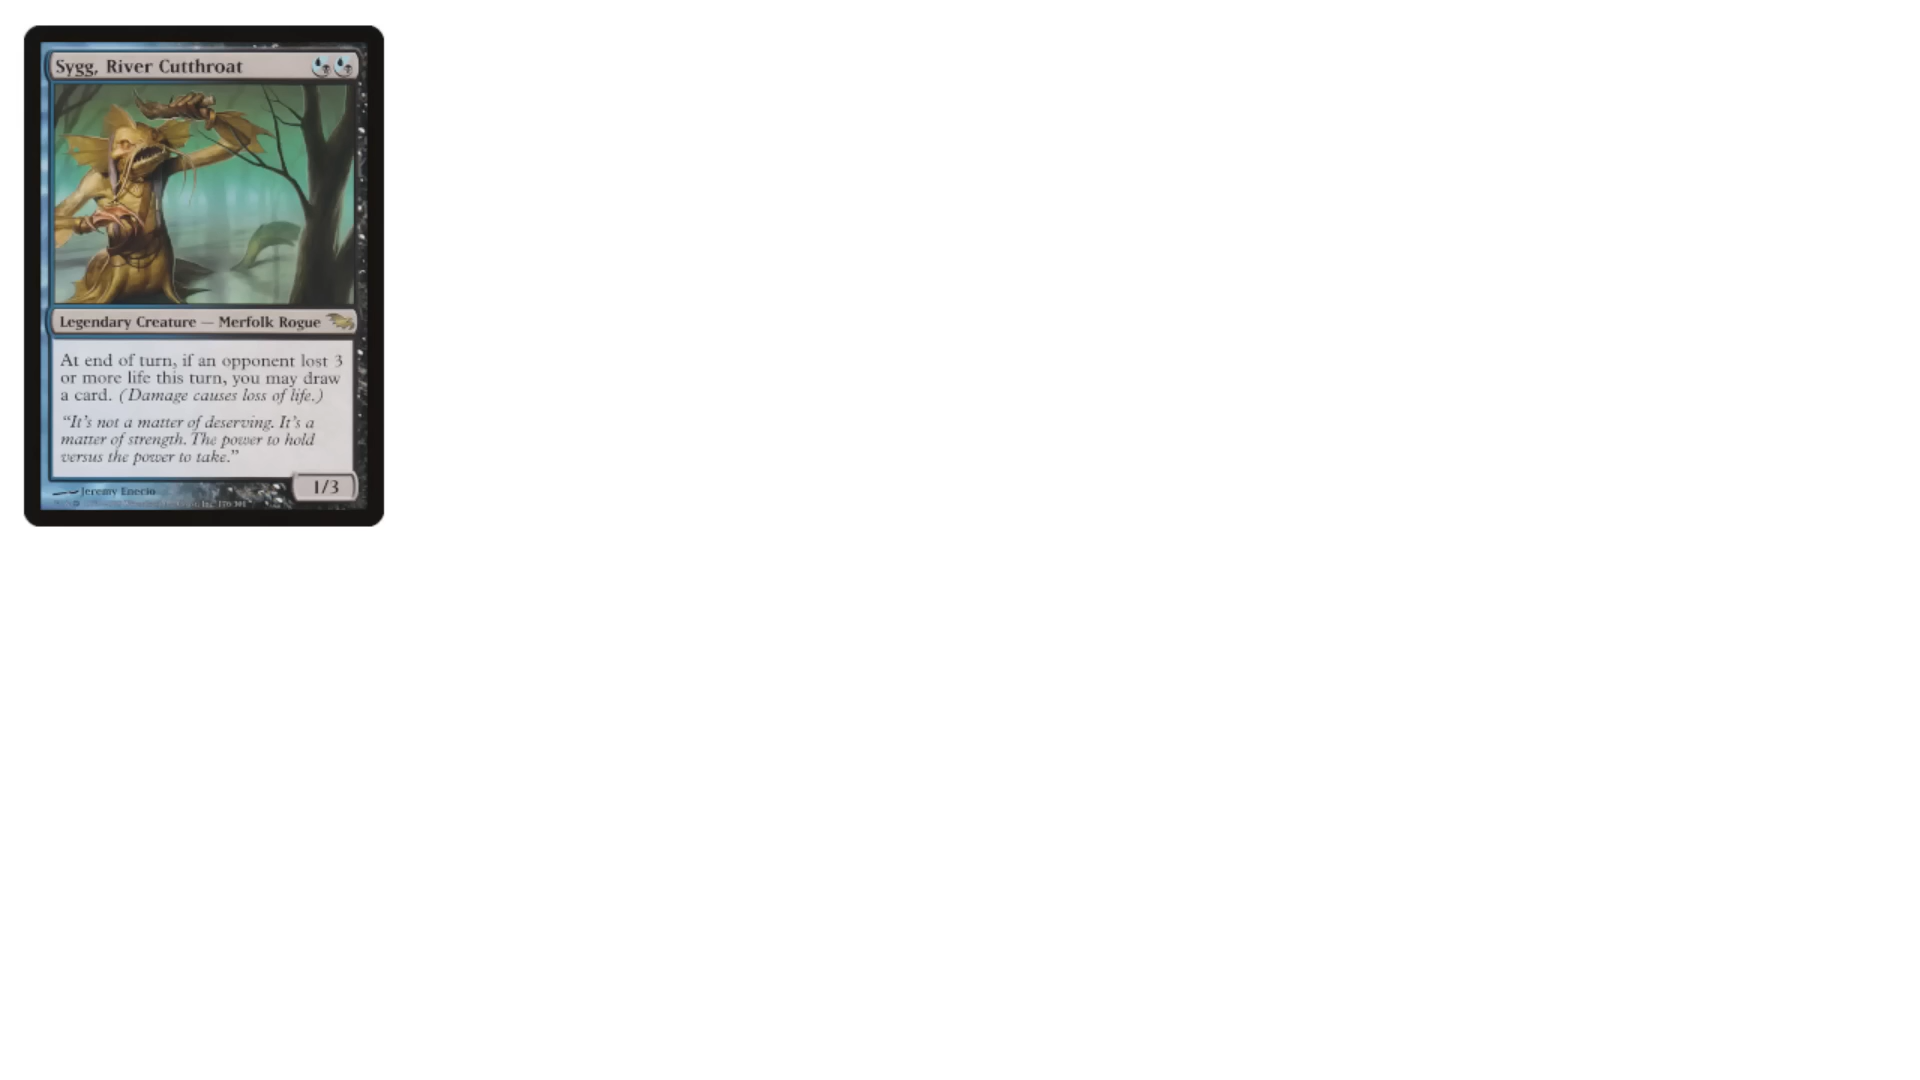 Sygg, River Cutthroat
Legendary Creature — Merfolk Rogue
At end of turn, if an opponent lost 3
or more life this turn, you may draw
a card. (Damage causes loss of life.)
“It’s not a matter of deserving. It’s a
matter of strength. The power to hold
versus the power to take.”
1/3
Jeremy Enecio